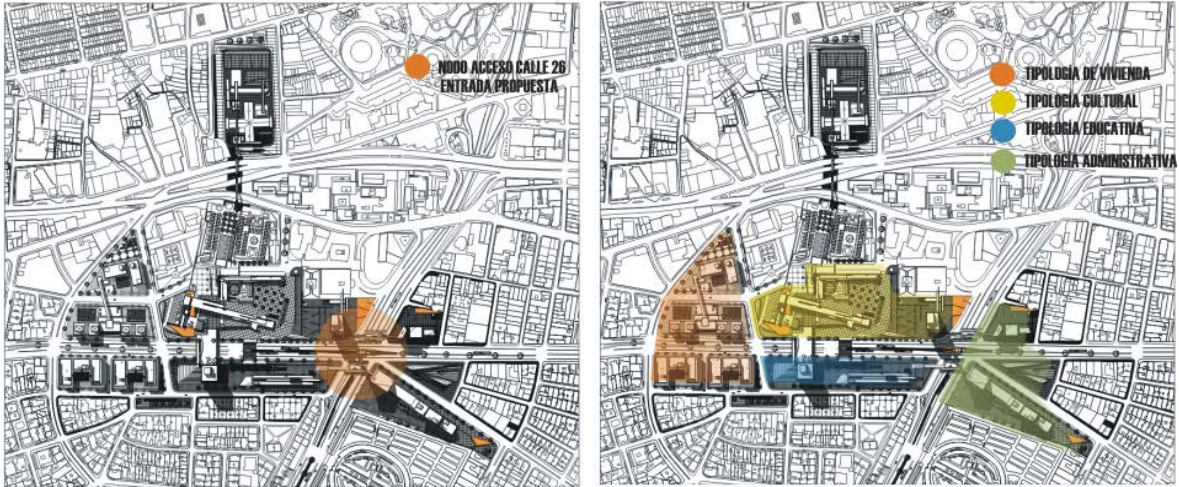 NODO ACCESO CALLE 26
ENTRADA PROPUESTA
TIPOLOGÍA DE VIVIENDA
TIPOLOGÍA CULTURAL
TIPOLOGÍA EDUCATIVA
TIPOLOGÍA ADMINISTRATIVA